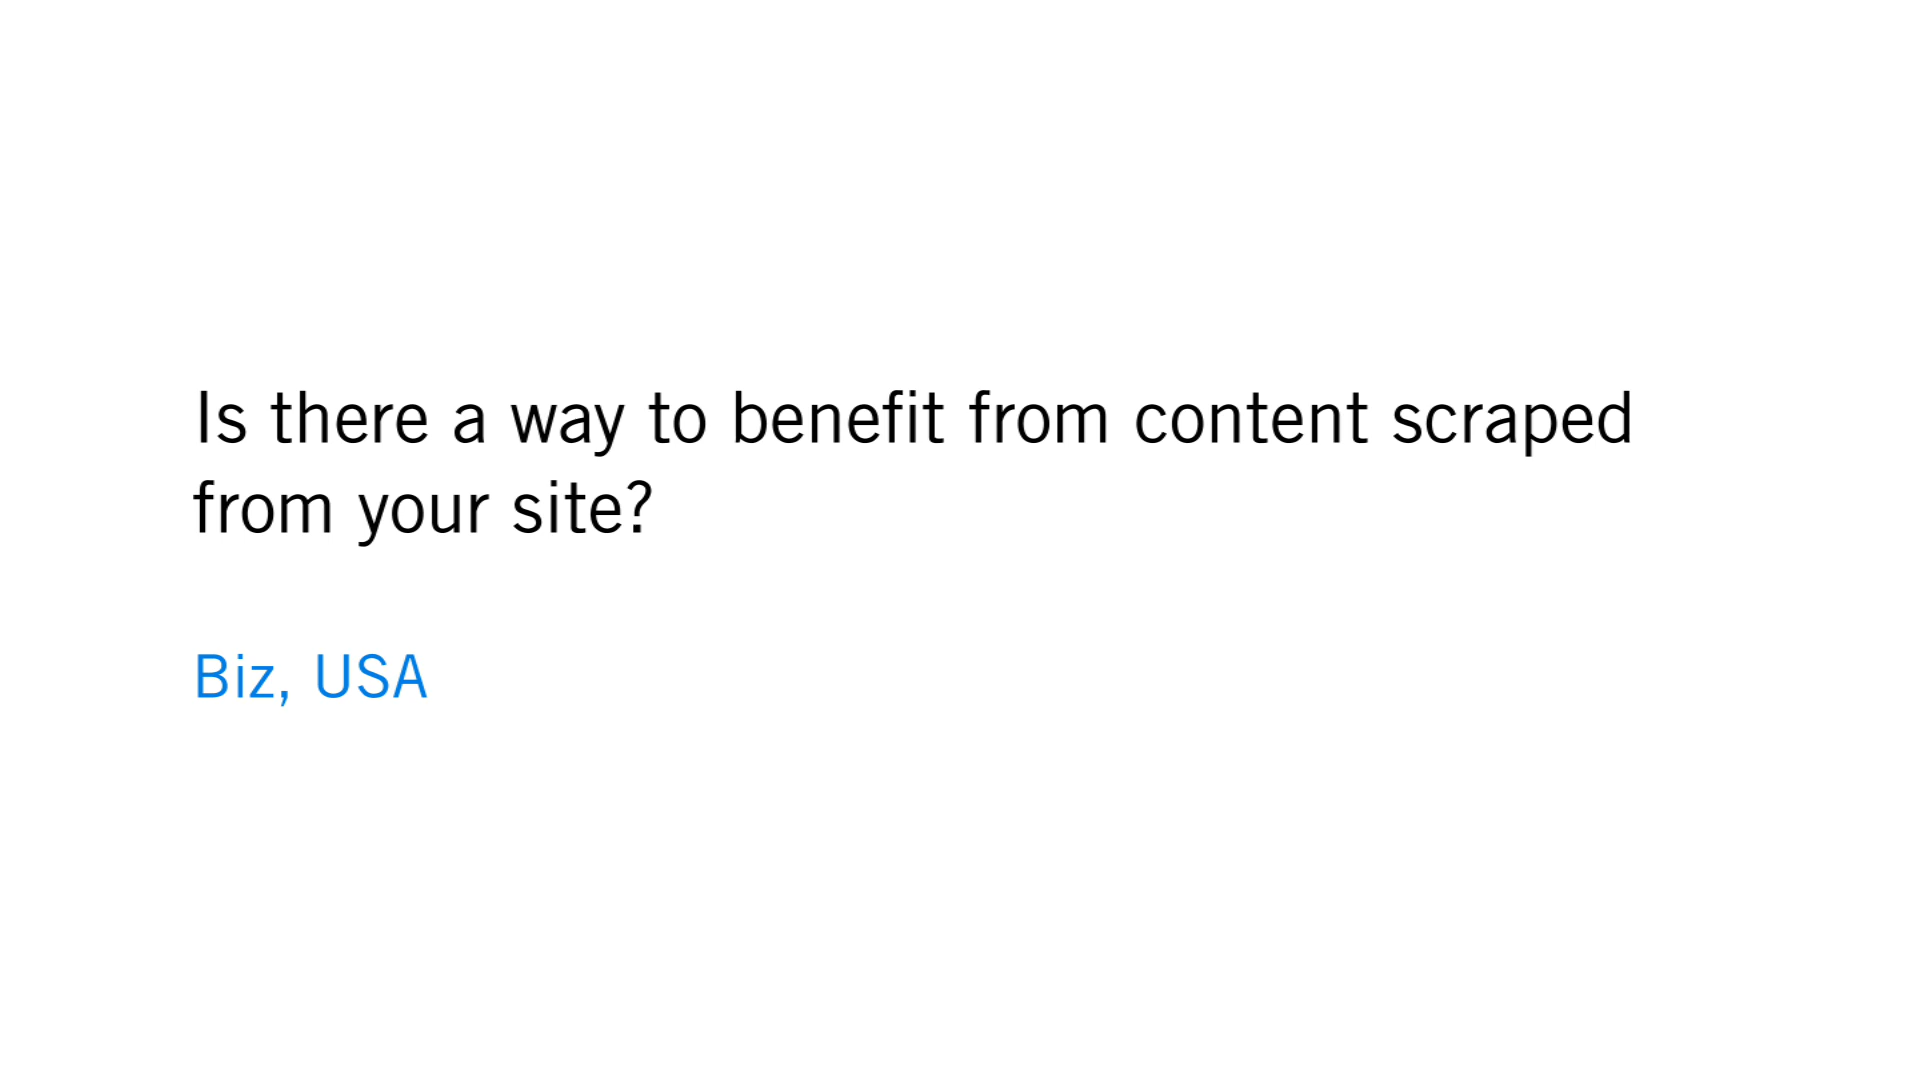 Is there a way to benefit from content scraped
from your site?
Biz, USA